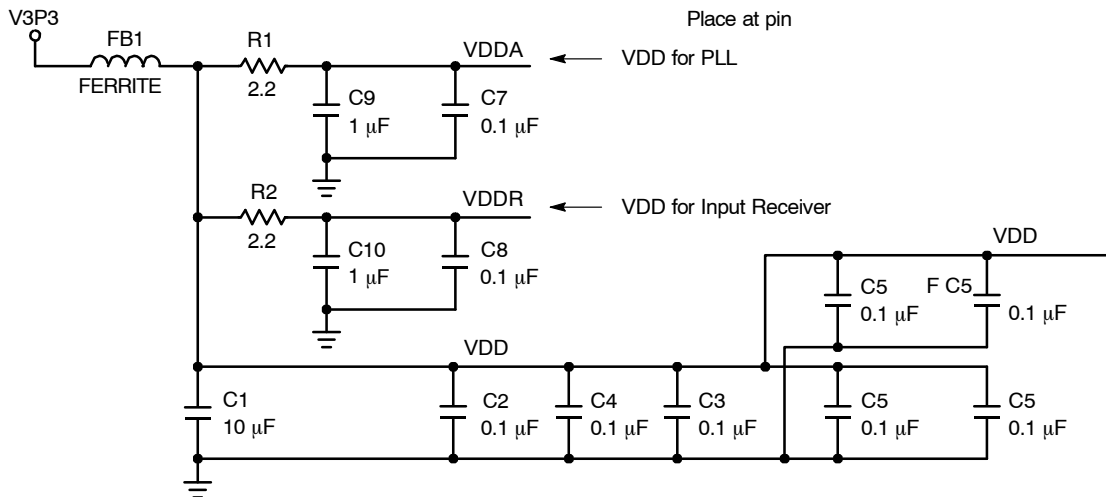 V3P3
FB1
FERRITE
R1
2.2
VDDA
Place at pin
VDD for PLL
C9
1 μF
C7
0.1 μF
R2
2.2
VDDR
VDD for Input Receiver
C10
1 μF
C8
0.1 μF
VDD
C5
0.1 μF
F C5
0.1 μF
VDD
C1
10 μF
C2
0.1 μF
C4
0.1 μF
C3
0.1 μF
C5
0.1 μF
C5
0.1 μF